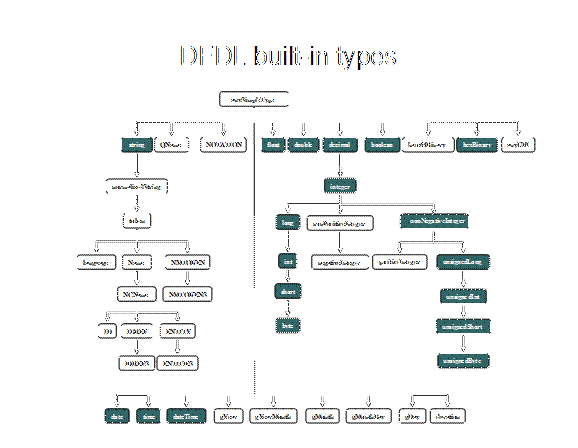 DFDL built-in types
anySimpleType
string QName NOTATION float double decimal boolean base64Binary hexBinary anyURI
normalizedString integer
token long nonPositiveInteger nonNegativeInteger
language Name NMTOKEN int negativeInteger positiveInteger unsignedLong
NCName NMTOKENS short unsignedInt
ID IDREF ENTITY byte unsignedShort
IDREFS ENTITIES unsignedByte
date time dateTime gYear gYearMonth gMonth gMonthDay gDay duration